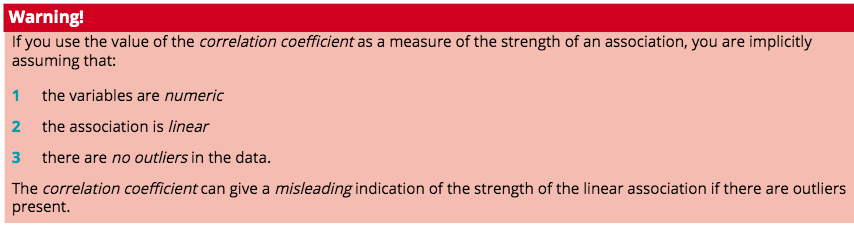 Warning!
If you use the value of the correlation coefficient as a measure of the strength of an association, you are implicitly
assuming that:
1 the variables are numeric
2 the association is linear
3 there are no outliers in the data.
The correlation coefficient can give a misleading indication of the strength of the linear association if there are outliers
present.